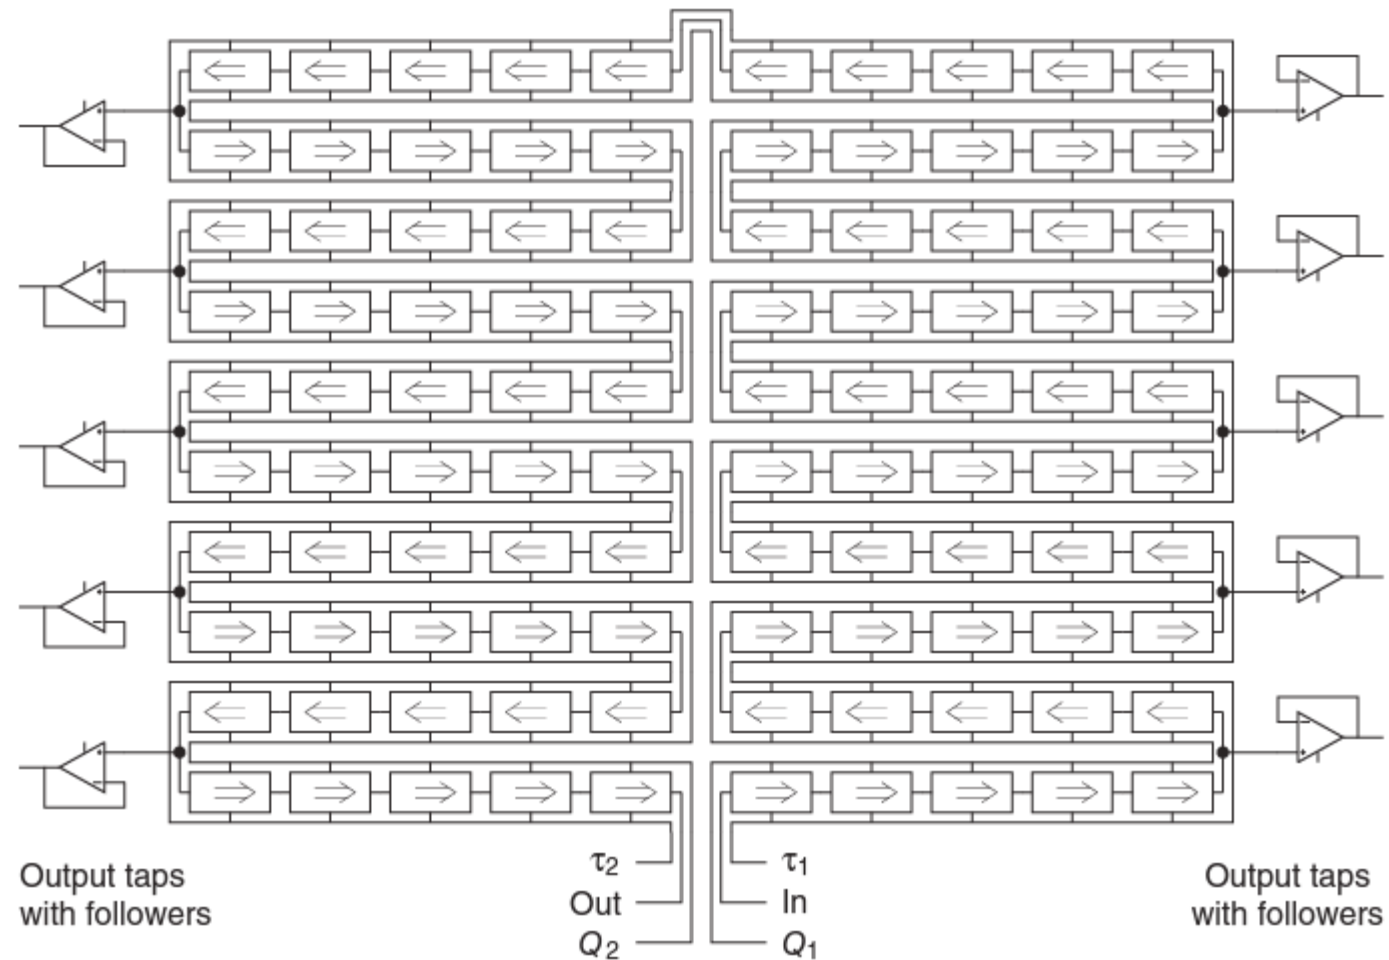 τ2
τ1
Output taps
with followers
Out
In
Output taps
with followers
Q2
Q1